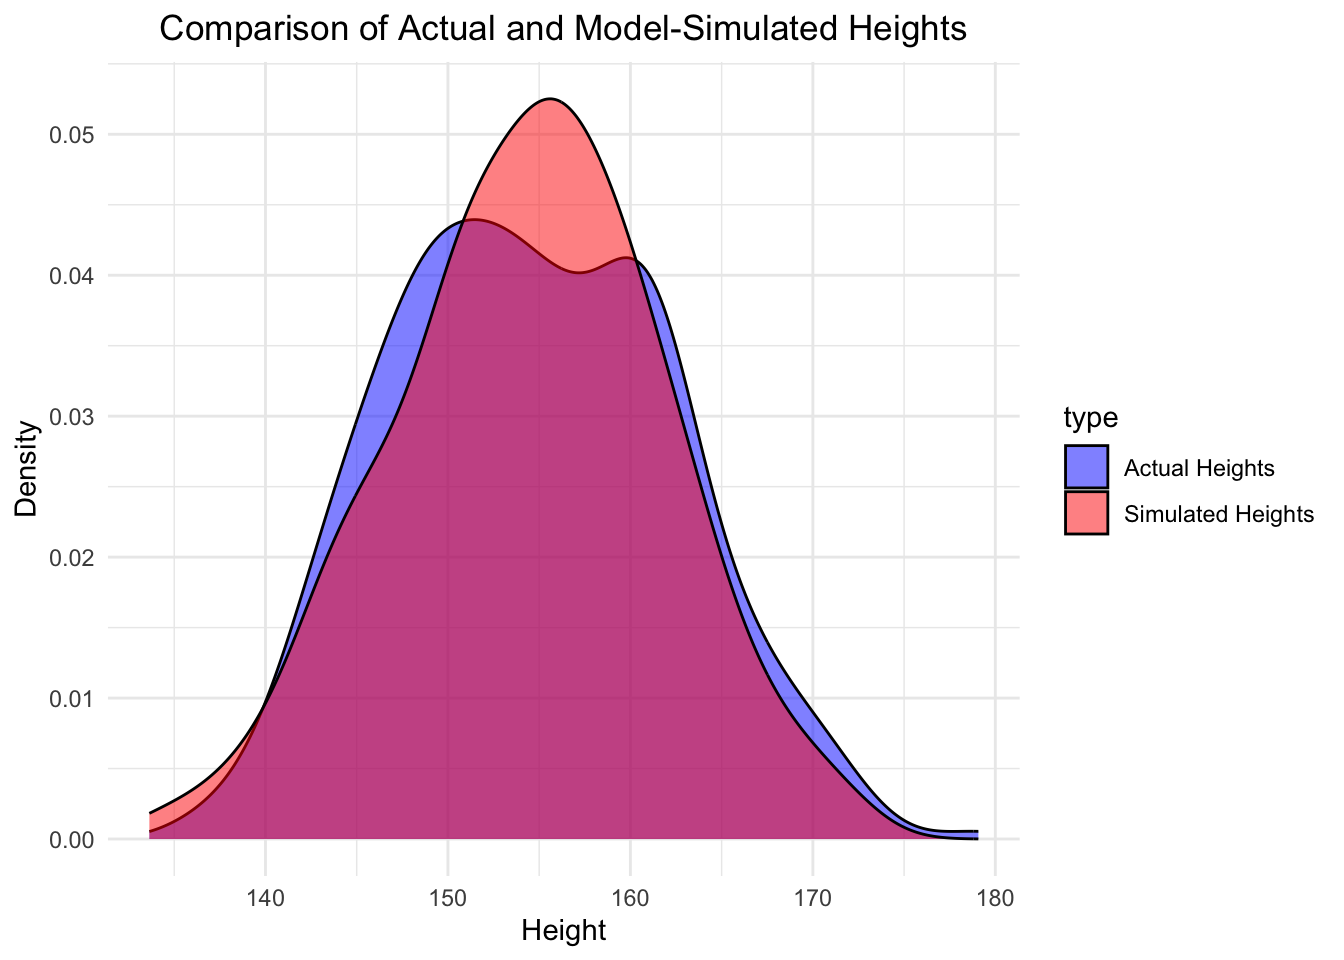 Comparison of Actual and Model-Simulated Heights
0.05
0.04
0.03
0.02
0.01
0.00
Density
140 150 160 170 180
Height
type
Actual Heights
Simulated Heights